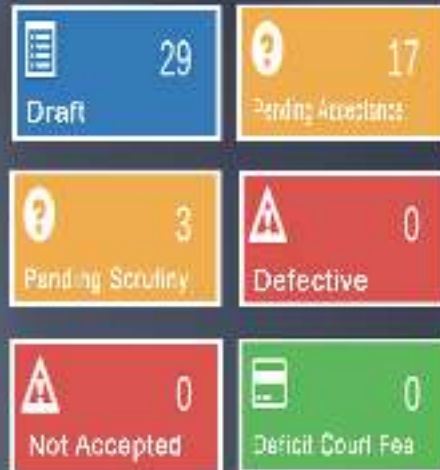 29
Draft
17
Pending Acceptance
3
Pending Scrutiny
0
Defective
0
Not Accepted
0
Deficit Court Fee